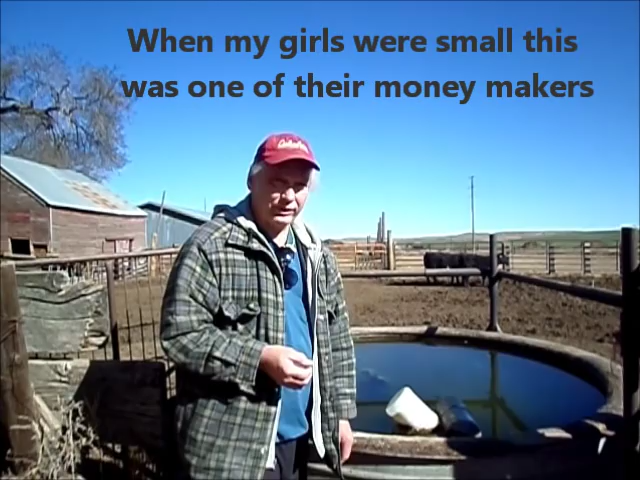 When my girls were small this
was one of their money makers